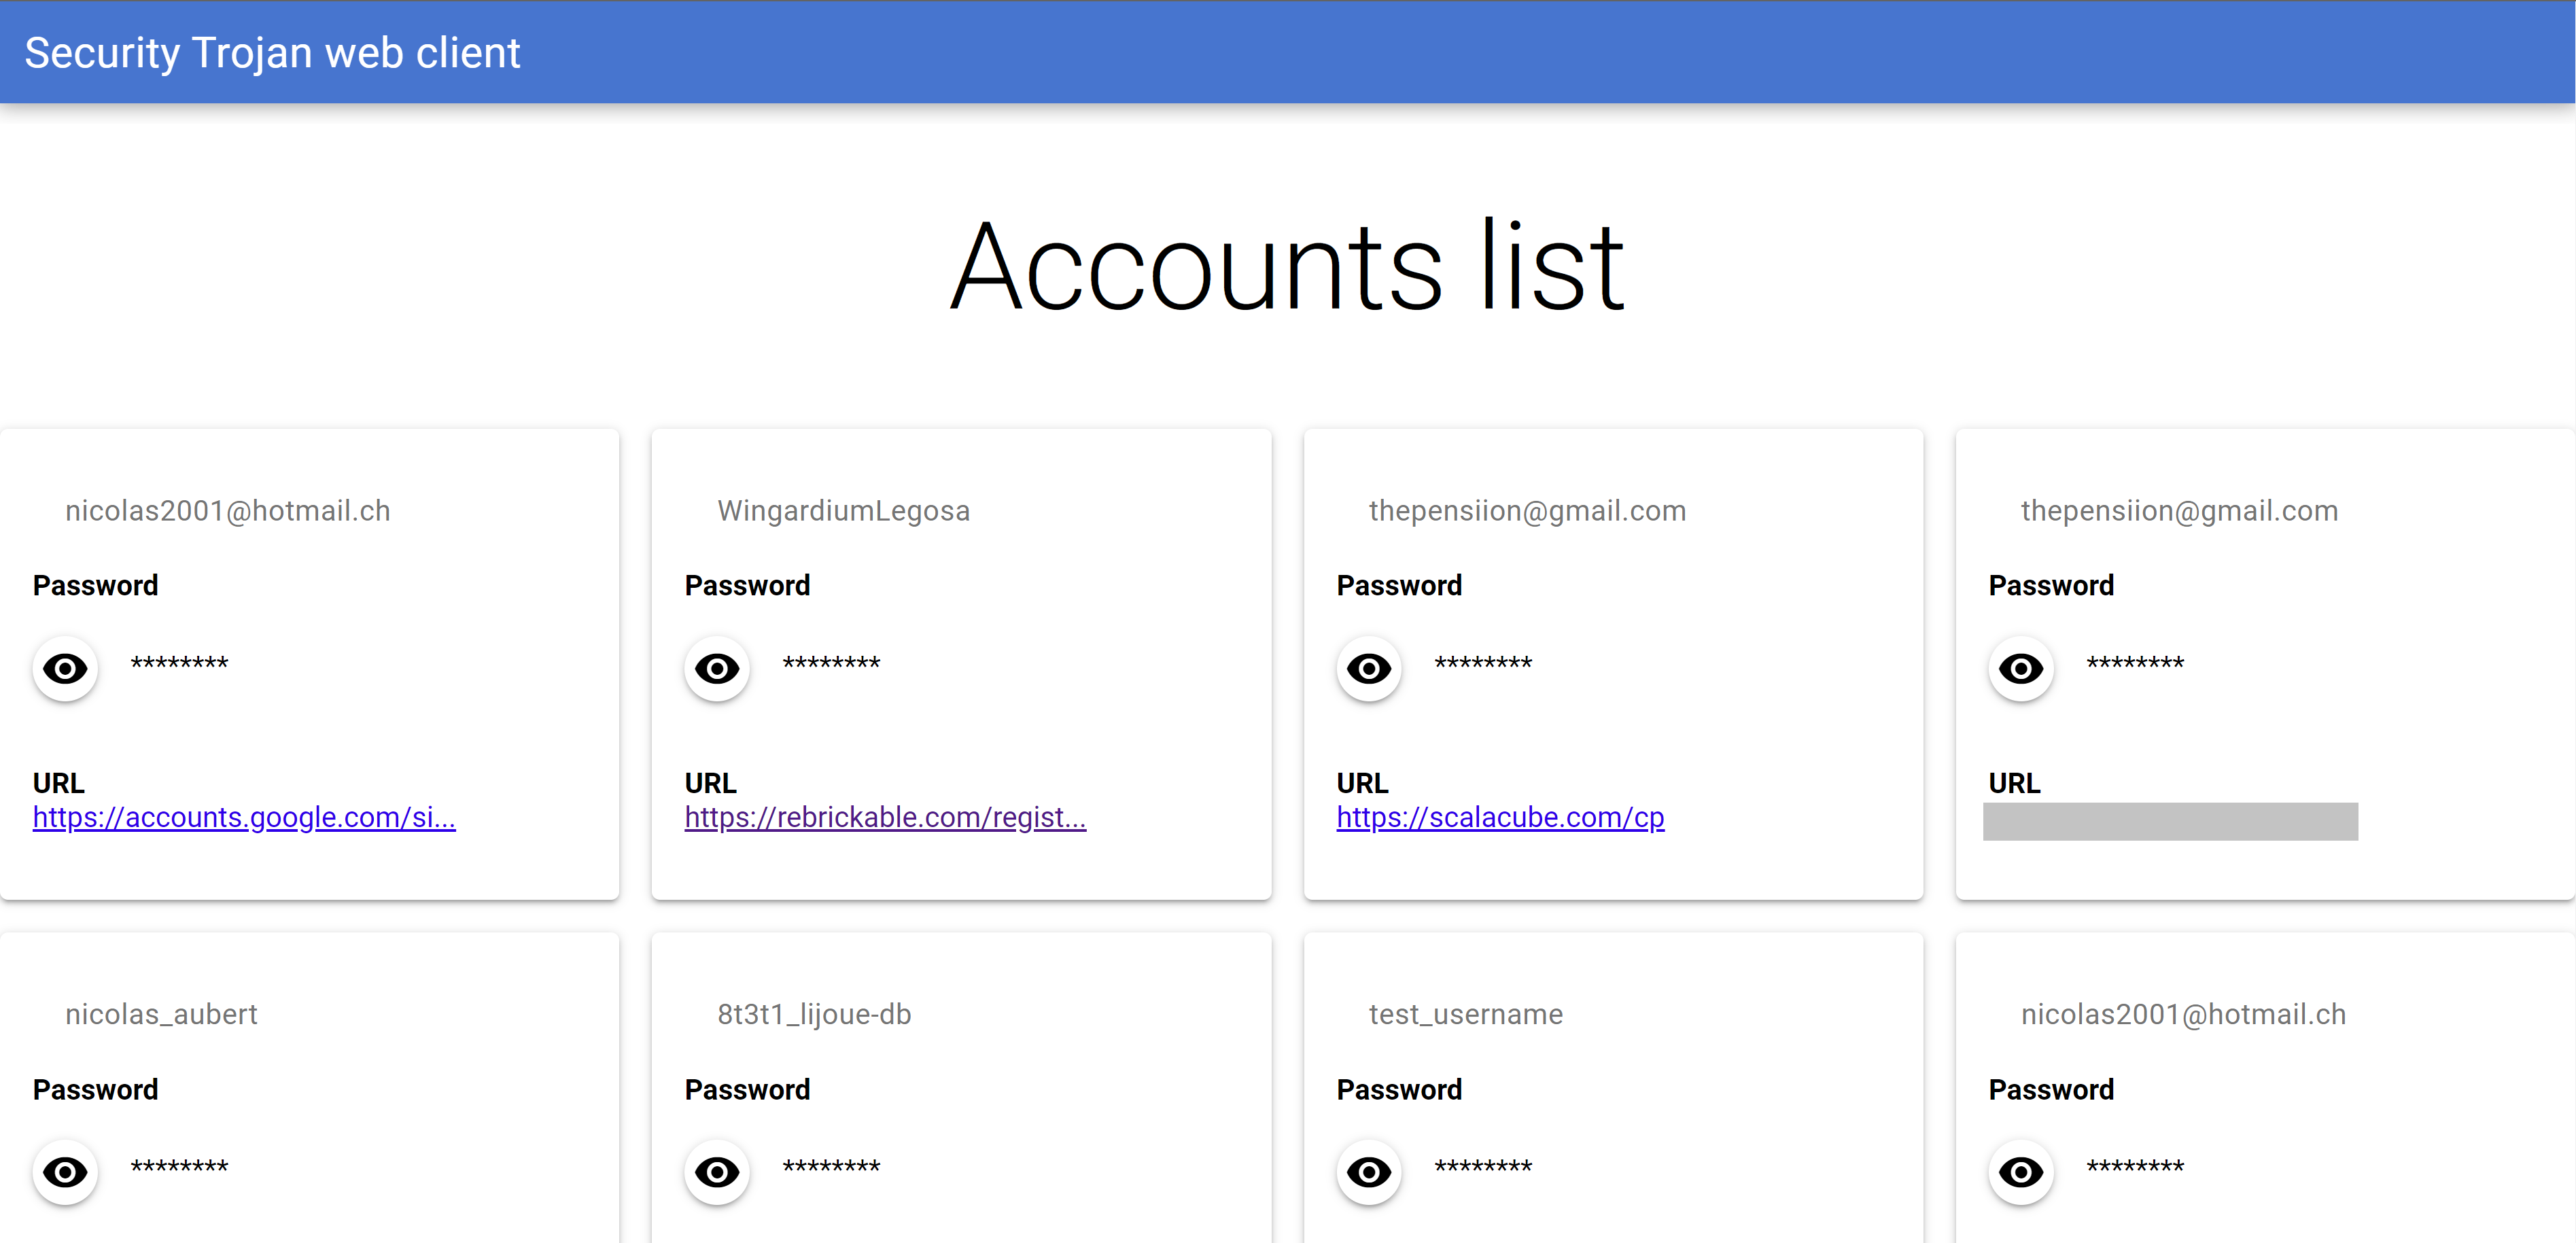 Security Trojan web client
Accounts list
nicolas2001@hotmail.ch
Password
********
URL
https://accounts.google.com/si...
WingardiumLegosa
Password
********
URL
https://rebrickable.com/regist...
thepensiion@gmail.com
Password
********
URL
https://scalacube.com/cp
thepensiion@gmail.com
Password
********
URL
nicolas_aubert
Password
********
8t3t1_lijoue-db
Password
********
test_username
Password
********
nicolas2001@hotmail.ch
Password
********